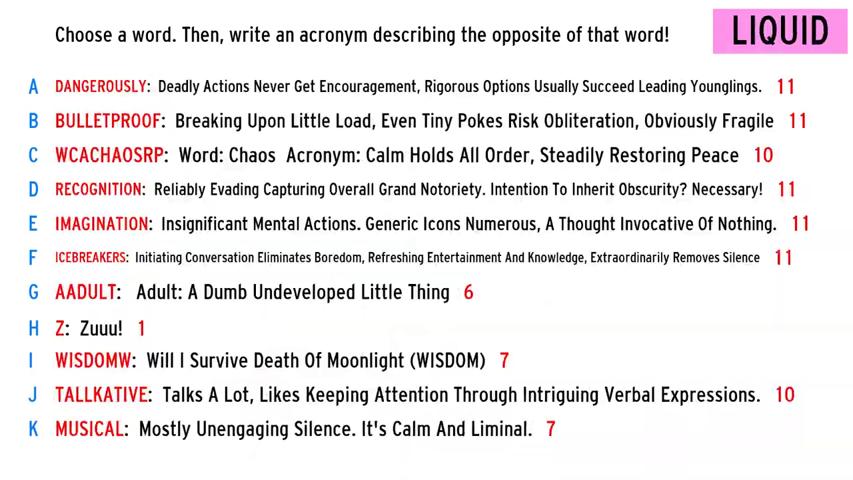 Choose a word. Then, write an acronym describing the opposite of that word!
LIQUID
A DANGEROUSLY: Deadly Actions Never Get Encouragement, Rigorous Options Usually Succeed Leading Younglings. 11
B BULLETPROOF: Breaking Upon Little Load, Even Tiny Pokes Risk Obliteration, Obviously Fragile 11
C WCACHAOSRP: Word: Chaos Acronym: Calm Holds All Order, Steadily Restoring Peace 10
D RECOGNITION: Reliably Evading Capturing Overall Grand Notoriety. Intention To Inherit Obscurity? Necessary! 11
E IMAGINATION: Insignificant Mental Actions. Generic Icons Numerous, A Thought Invocative Of Nothing. 11
F ICEBREAKERS: Initiating Conversation Eliminates Boredom, Refreshing Entertainment And Knowledge, Extraordinarily Removes Silence 11
G AADULT: Adult: A Dumb Undeveloped Little Thing 6
H Z: Zuuu! 1
I WISDOMW: Will I Survive Death Of Moonlight (WISDOM) 7
J TALLKATIVE: Talks A Lot, Likes Keeping Attention Through Intriguing Verbal Expressions. 10
K MUSICAL: Mostly Unengaging Silence. It's Calm And Liminal. 7